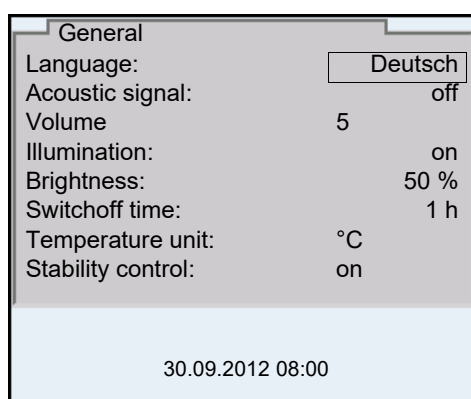 General
Language: Deutsch
Acoustic signal: off
Volume 5
Illumination: on
Brightness: 50 %
Switchoff time: 1 h
Temperature unit: °C
Stability control: on
30.09.2012 08:00